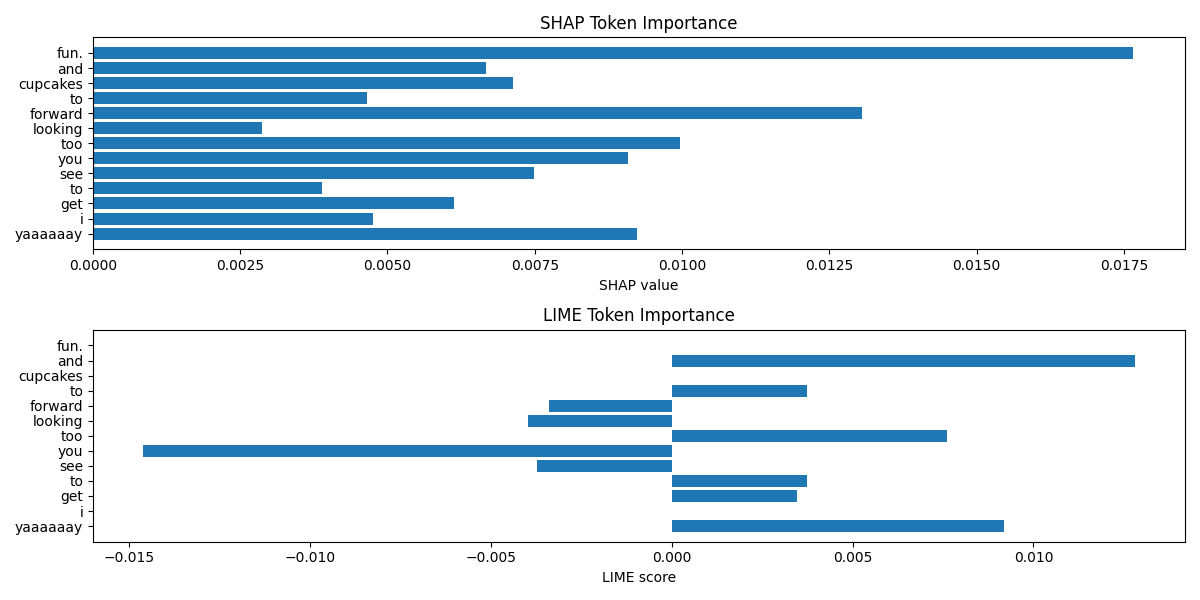 SHAP Token Importance
fun.
and
cupcakes
to
forward
looking
too
you
see
to
get
i
yaaaaaay
0.0000 0.0025 0.0050 0.0075 0.0100 0.0125 0.0150 0.0175
SHAP value
LIME Token Importance
fun.
and
cupcakes
to
forward
looking
too
you
see
to
get
i
yaaaaaay
−0.015 −0.010 −0.005 0.000 0.005 0.010
LIME score